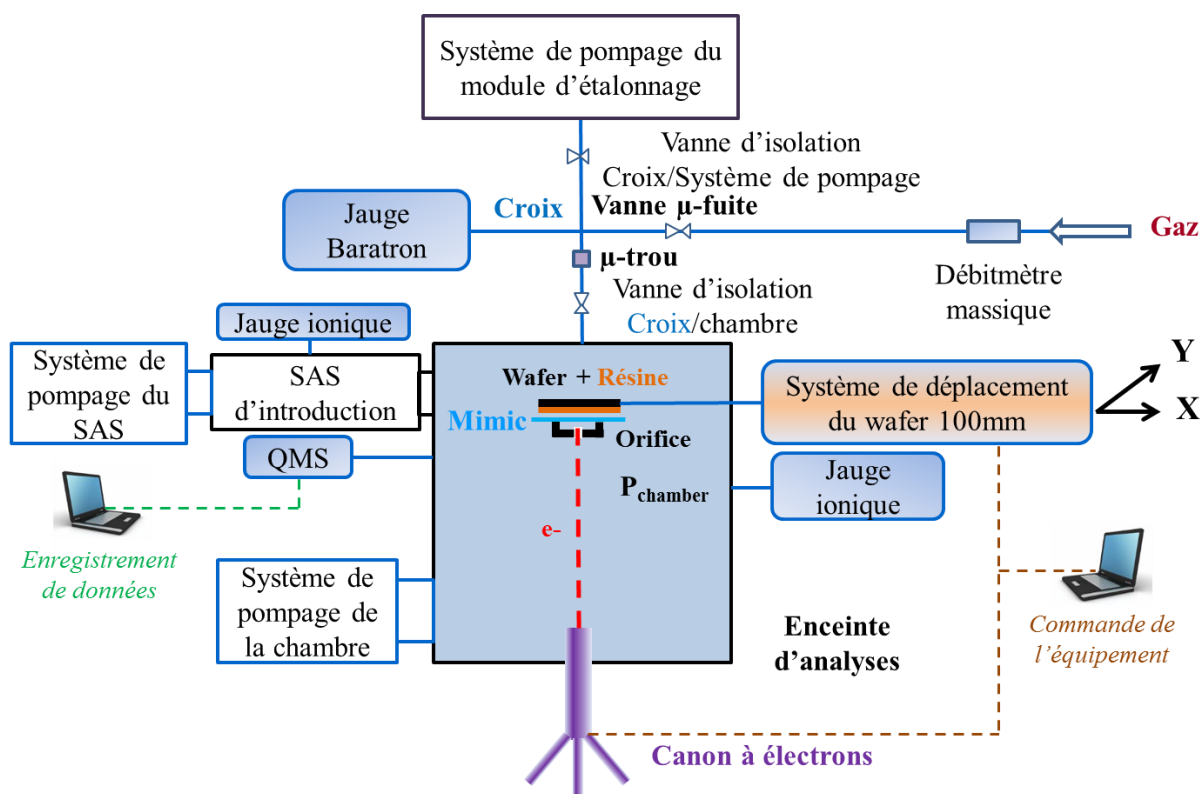 Système de pompage du
module d’étalonnage
Vanne d’isolation
Croix/Système de pompage
Jauge
Baratron
Croix
Vanne µ-fuite
Gaz
µ-trou
Débitmètre
massique
Vanne d’isolation
Croix/chambre
Jauge ionique
Système de
pompage du
SAS
SAS
d’introduction
Wafer + Résine
Mimic
Orifice
Système de déplacement
du wafer 100mm
Y
X
QMS
P_chamber
Jauge
ionique
e-
Enregistrement
de données
Système de
pompage de
la chambre
Enceinte
d’analyses
Commande de
l’équipement
Canon à électrons